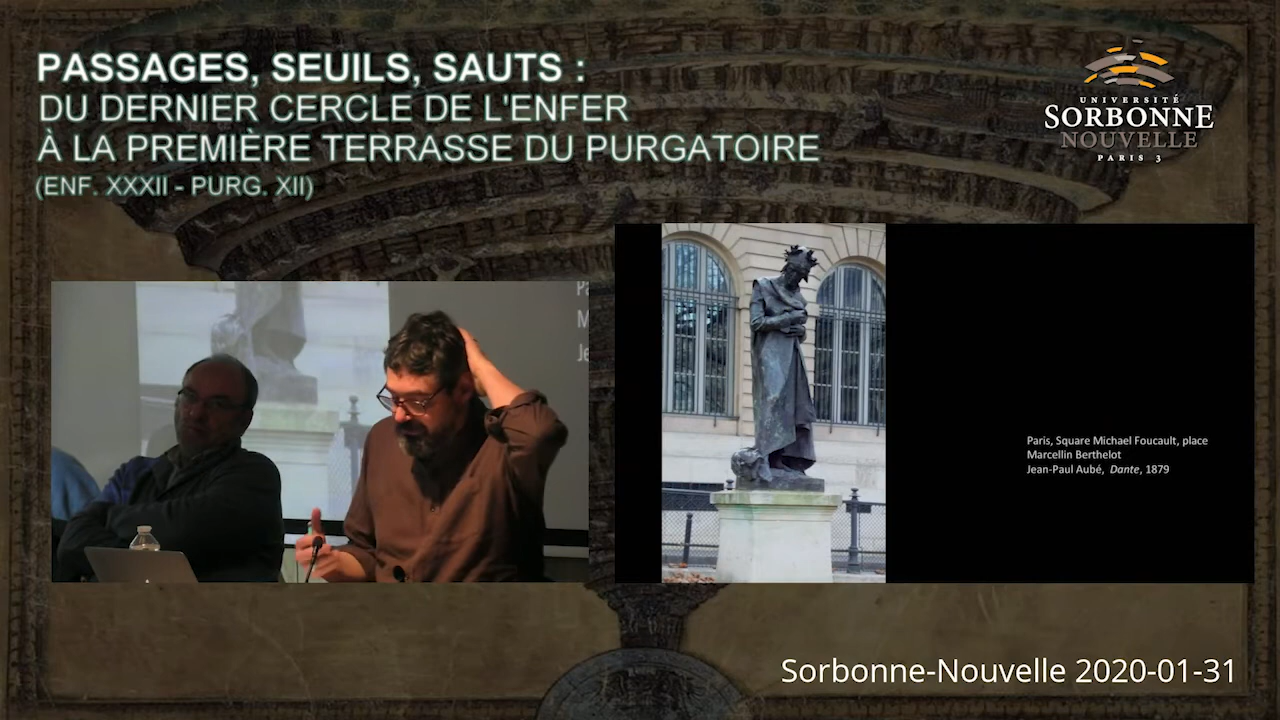 PASSAGES, SEUILS, SAUTS :
DU DERNIER CERCLE DE L'ENFER
À LA PREMIÈRE TERRASSE DU PURGATOIRE
(ENF. XXXII - PURG. XII)
UNIVERSITÉ
SORBONNE
NOUVELLE
PARIS 3
Pa
M
Je
Paris, Square Michael Foucault, place
Marcellin Berthelot
Jean-Paul Aubé, Dante, 1879
Sorbonne-Nouvelle 2020-01-31